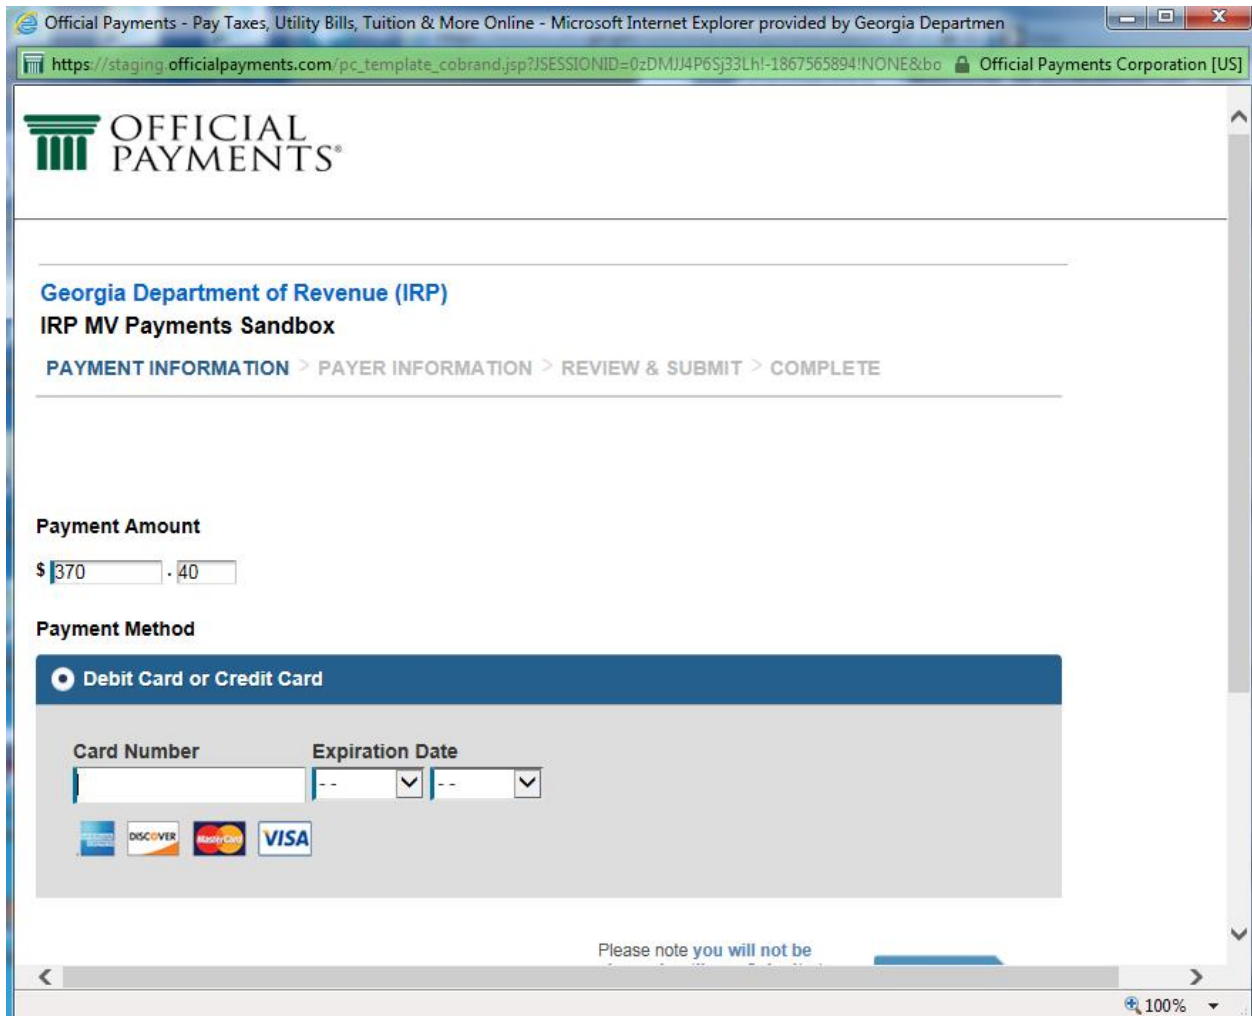 Official Payments - Pay Taxes, Utility Bills, Tuition & More Online - Microsoft Internet Explorer provided by Georgia Departmen
https://staging.officialpayments.com/pc_template_cobrand.jsp?JSESSIONID=0zDMJJ4P6Sj33Lh!-1867565894!NONE&bo Official Payments Corporation [US]
OFFICIAL
PAYMENTS®
Georgia Department of Revenue (IRP)
IRP MV Payments Sandbox
PAYMENT INFORMATION > PAYER INFORMATION > REVIEW & SUBMIT > COMPLETE
Payment Amount
$ 370 . 40
Payment Method
Debit Card or Credit Card
Card Number Expiration Date
-- --
DISCOVER MasterCard VISA
Please note you will not be
100%